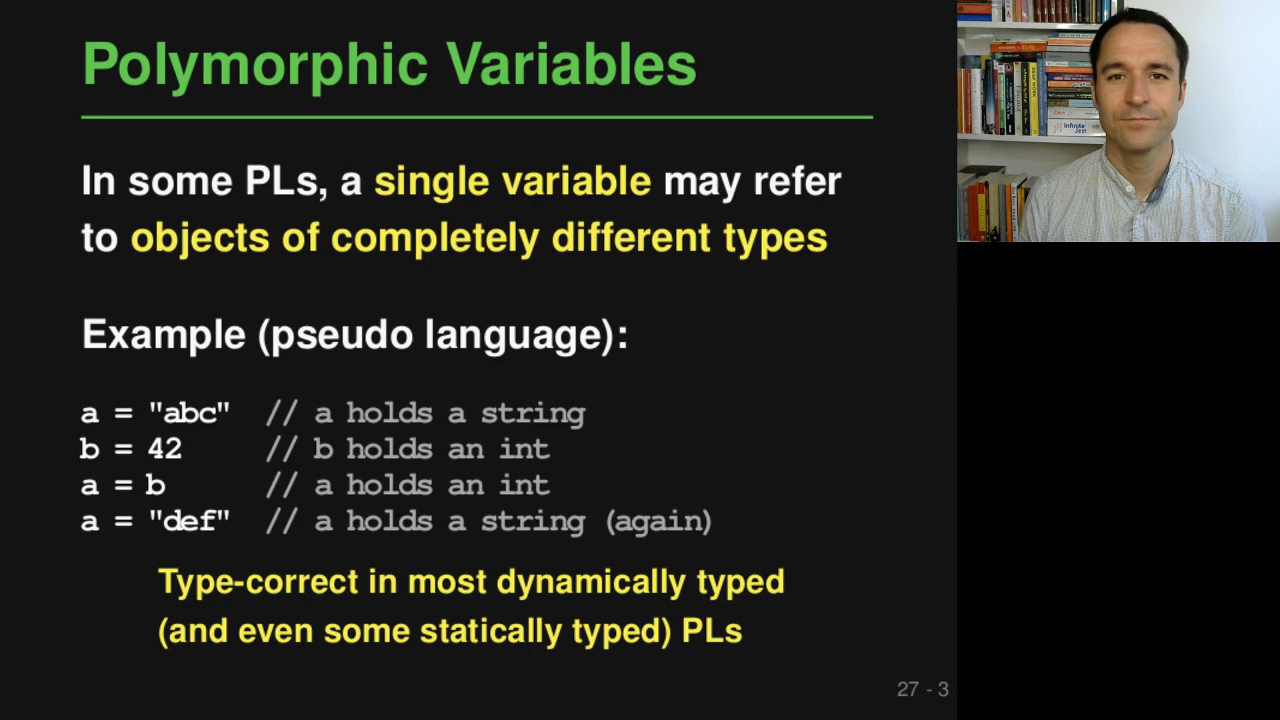 Polymorphic Variables
In some PLs, a single variable may refer
to objects of completely different types
Example (pseudo language):
a = "abc" // a holds a string
b = 42 // b holds an int
a = b // a holds an int
a = "def" // a holds a string (again)
Type-correct in most dynamically typed
(and even some statically typed) PLs
27 - 3
Infinite
Jest